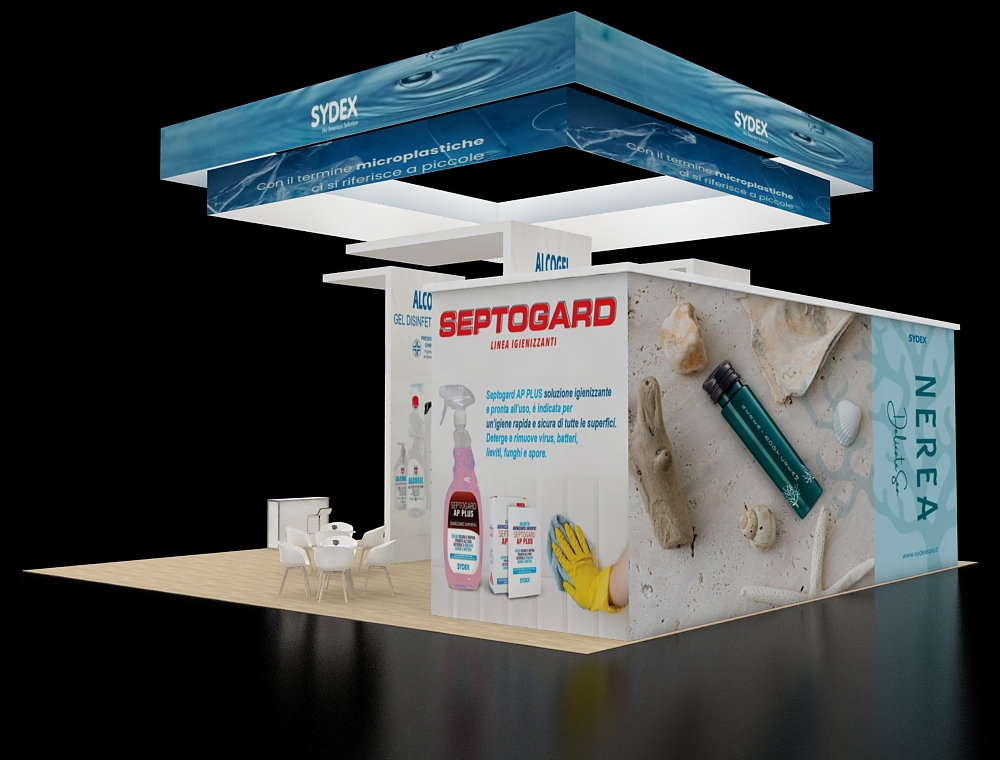 SYDEX
the Smartest Solution
SYDEX
Con il termine microplastiche
ci si riferisce a piccole
Con il termine microplastiche
ci si riferisce a piccole
ALCOGEL
ALCO
GEL DISINFET
SEPTOGARD
LINEA IGIENIZZANTI
Septogard AP PLUS soluzione igienizzante
e pronta all'uso, è indicata per
un'igiene rapida e sicura di tutte le superfici.
Deterge e rimuove virus, batteri,
lieviti, funghi e spore.
SEPTOGARD
AP PLUS
SEPTOGARD
AP PLUS
SYDEX
SYDEX
ALCOGEL
SYDEX
NEREA
www.sydexspa.it